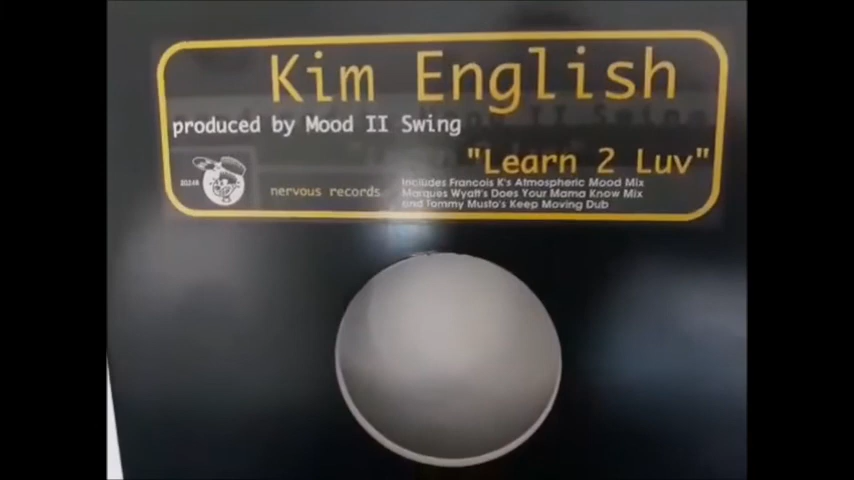 Kim English
produced by Mood II Swing
"Learn 2 Luv"
nervous records
Includes Francois K's Atmospheric Mood Mix
Marques Wyatt's Does Your Mama Know Mix
and Tommy Musto's Keep Moving Dub